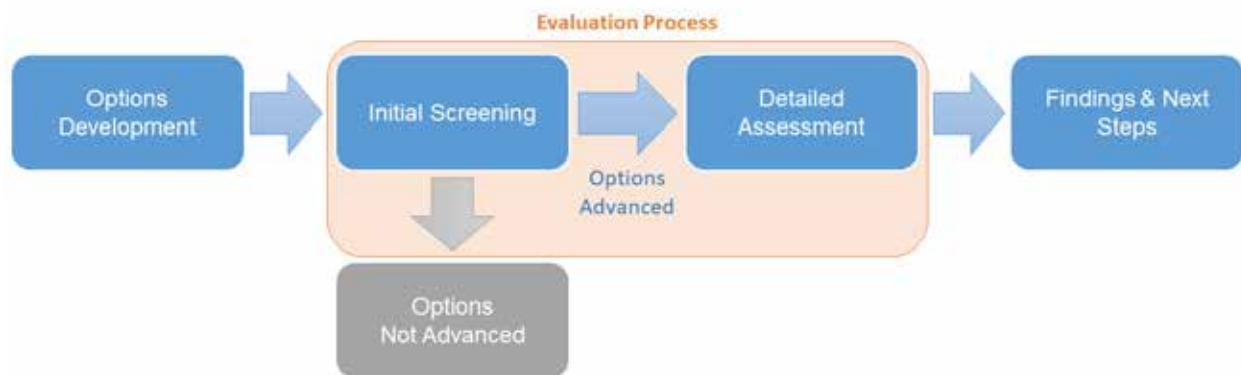 Evaluation Process
Options
Development
Initial Screening
Options
Advanced
Detailed
Assessment
Findings & Next
Steps
Options
Not Advanced